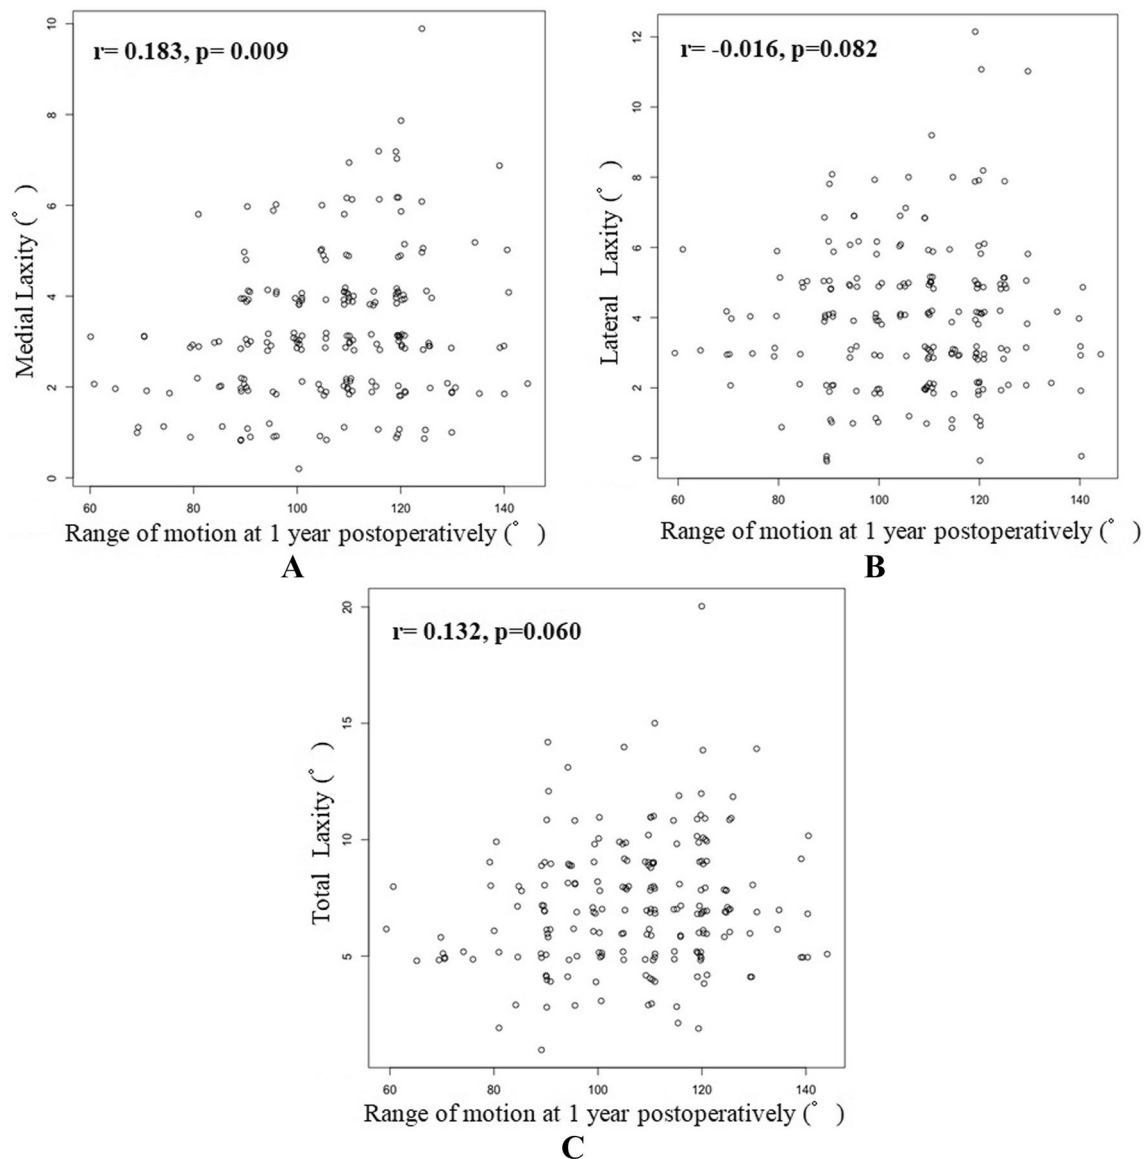 r= 0.183, p= 0.009
10
8
6
4
2
0
Medial Laxity (° )
60 80 100 120 140
Range of motion at 1 year postoperatively (° )
A
r= -0.016, p=0.082
12
10
8
6
4
2
0
Lateral Laxity (° )
60 80 100 120 140
Range of motion at 1 year postoperatively (° )
B
r= 0.132, p=0.060
20
15
10
5
Total Laxity (° )
60 80 100 120 140
Range of motion at 1 year postoperatively (° )
C